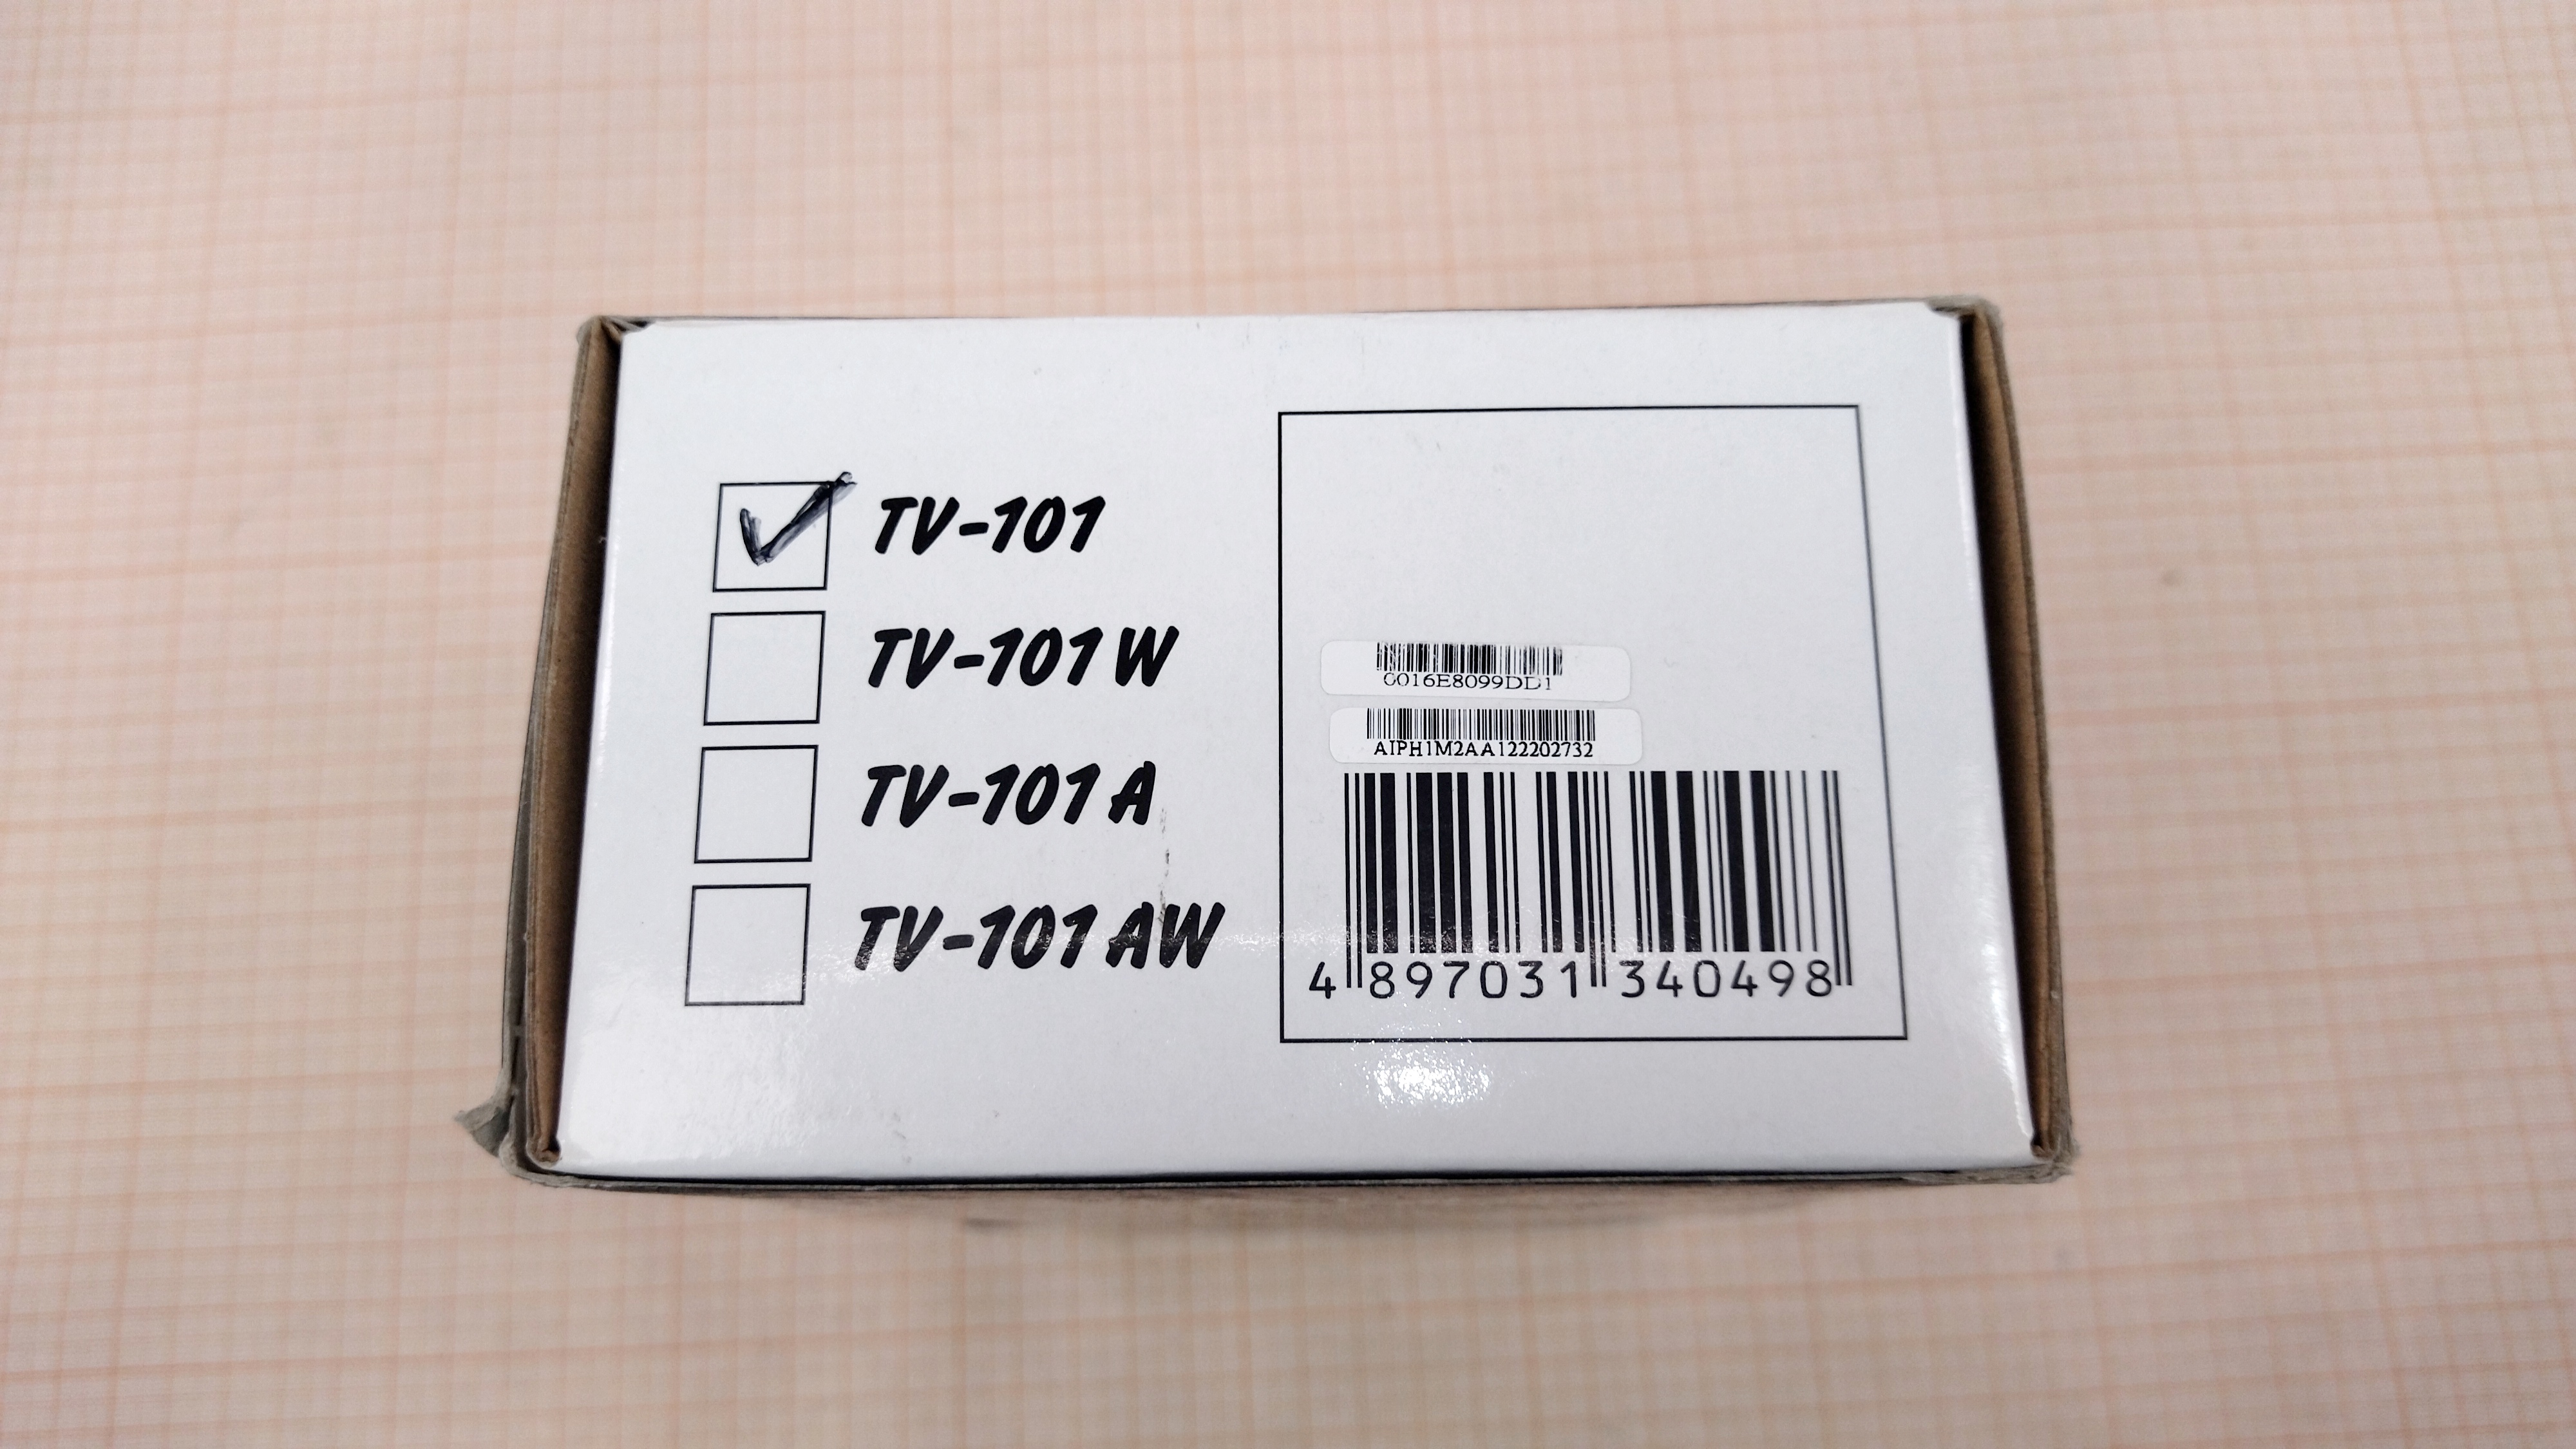 TV-101
TV-101 W
TV-101 A
TV-101 AW
0016E8099DD1
AIPH1M2AA122202732
4 897031 340498